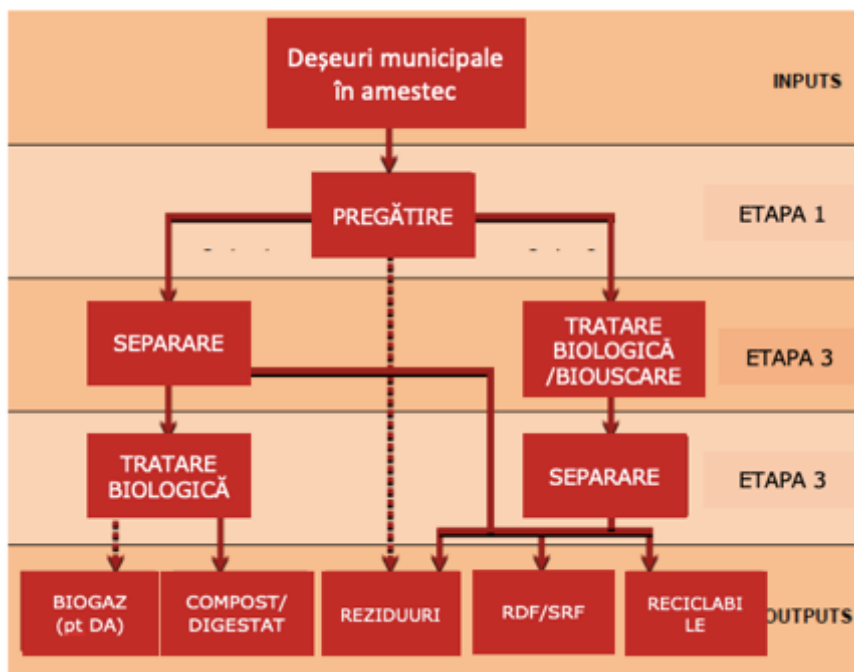 Deșeuri municipale
în amestec
INPUTS
PREGĂTIRE
ETAPA 1
SEPARARE
TRATARE
BIOLOGICĂ
/BIOUSCARE
ETAPA 3
TRATARE
BIOLOGICĂ
SEPARARE
ETAPA 3
BIOGAZ
(pt DA)
COMPOST/
DIGESTAT
REZIDUURI
RDF/SRF
RECICLABI
LE
OUTPUTS